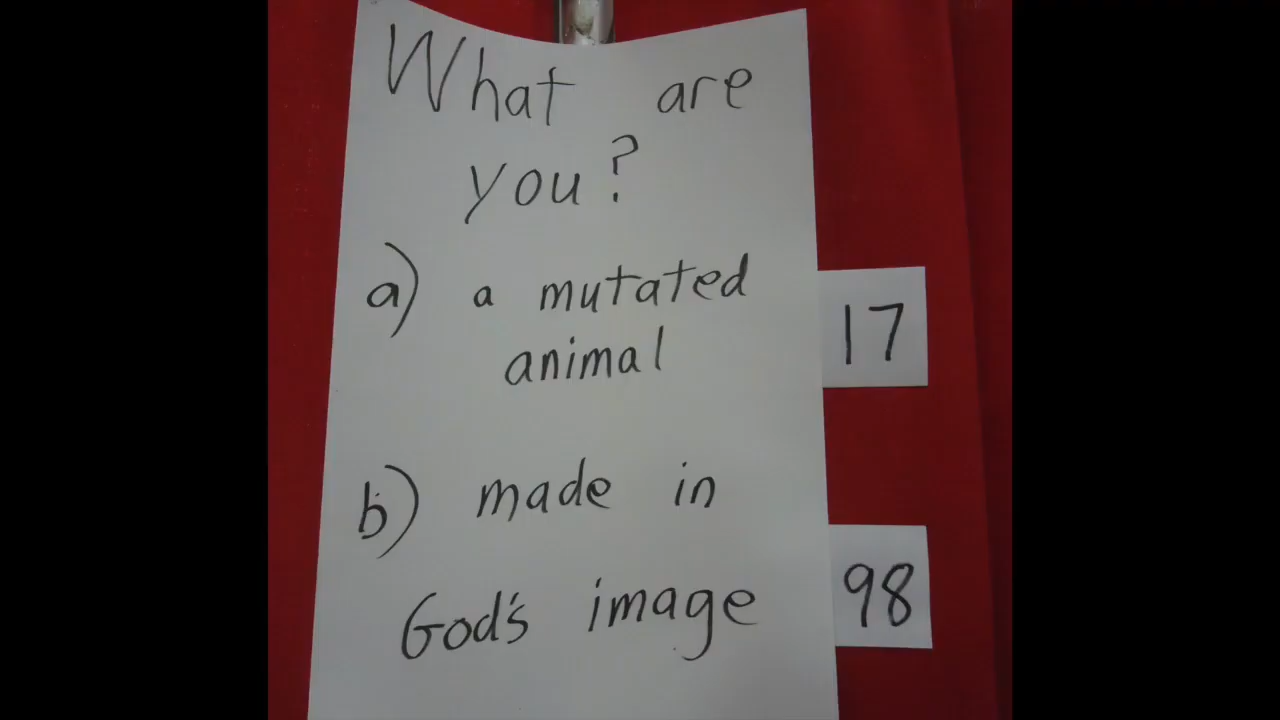 What are
you?
a) a mutated
animal
17
b) made in
God's image
98